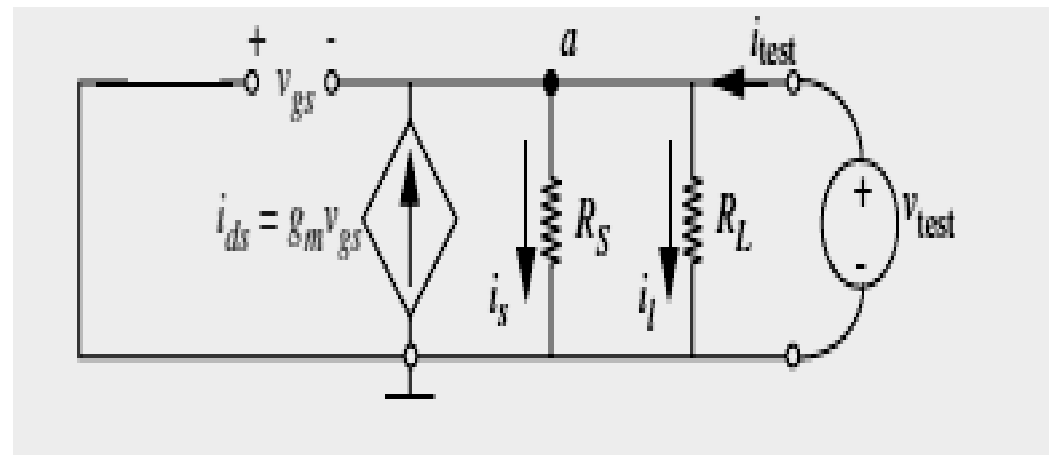 + - a i_test
v_gs
i_ds = g_m v_gs
R_S R_L + v_test
-
i_s i_l